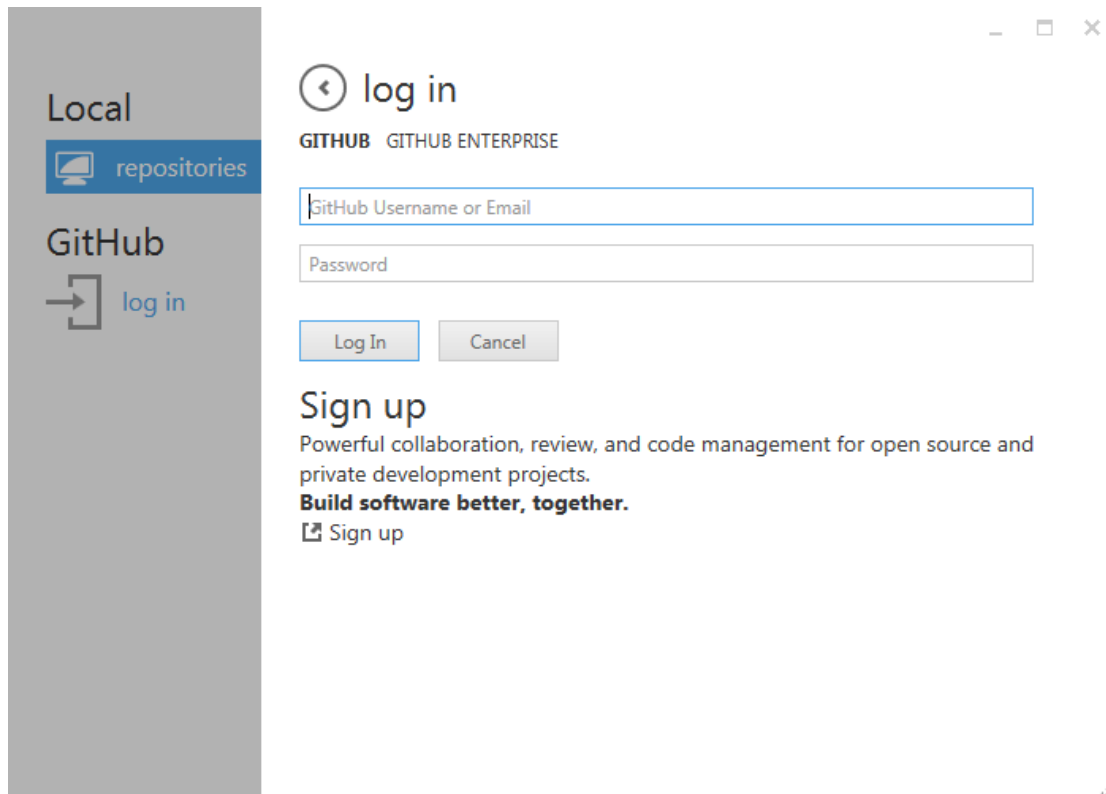 Local
repositories
GitHub
log in
log in
GITHUB GITHUB ENTERPRISE
GitHub Username or Email
Password
Log In Cancel
Sign up
Powerful collaboration, review, and code management for open source and
private development projects.
Build software better, together.
Sign up